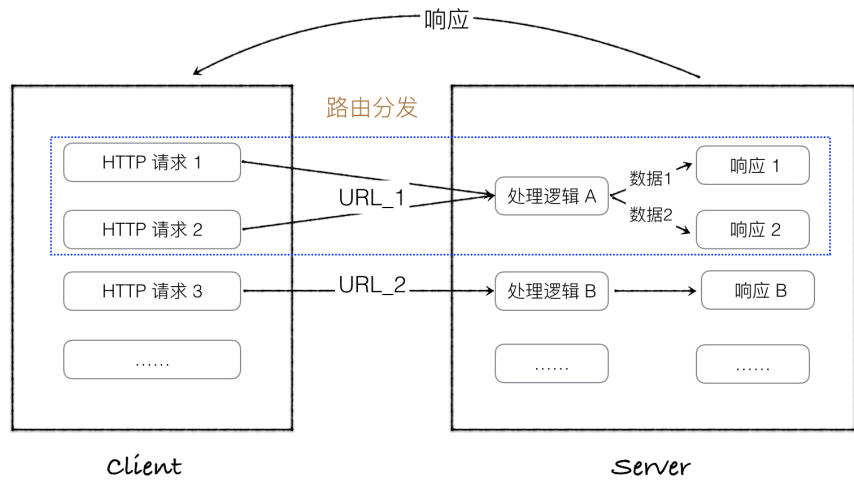 响应
路由分发
HTTP 请求 1
HTTP 请求 2
HTTP 请求 3
……
URL_1
URL_2
处理逻辑 A
处理逻辑 B
……
数据1
数据2
响应 1
响应 2
响应 B
……
Client
Server